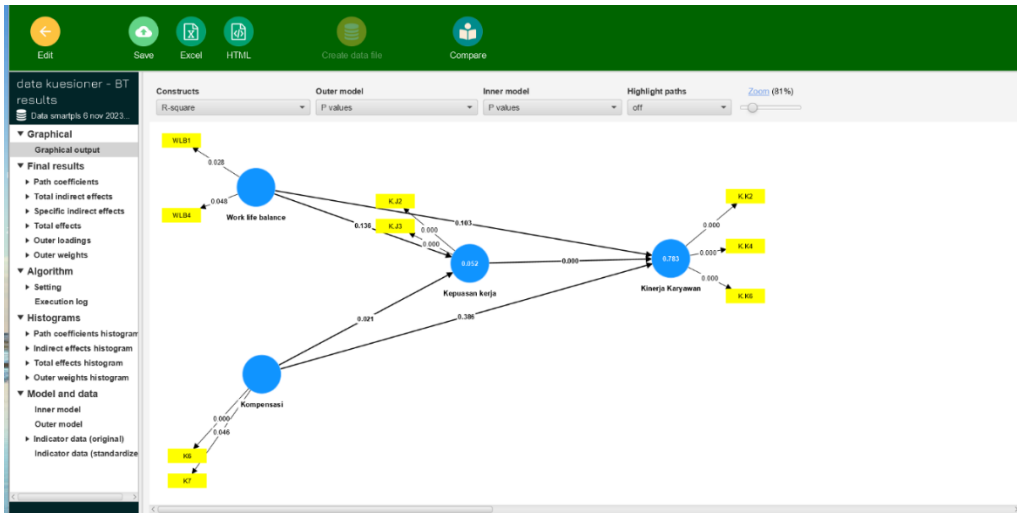 Edit
Save
Excel
HTML
Create data file
Compare
data kuesioner - BT
results
Data smartpls 6 nov 2023...
Graphical
Graphical output
Final results
Path coefficients
Total indirect effects
Specific indirect effects
Total effects
Outer loadings
Outer weights
Algorithm
Setting
Execution log
Histograms
Path coefficients histogram
Indirect effects histogram
Total effects histogram
Outer weights histogram
Model and data
Inner model
Outer model
Indicator data (original)
Indicator data (standardize
Constructs
Outer model
Inner model
Highlight paths
Zoom (81%)
R-square
P values
P values
off
WLB1
0.028
0.048
WLB4
Work life balance
KJ2
KJ3
0.000
0.000
0.136
0.103
0.052
Kepuasan kerja
0.000
K.K2
0.000
0.783
0.000
K.K4
0.000
K.K6
Kinerja Karyawan
0.021
0.386
Kompensasi
0.000
0.046
K6
K7